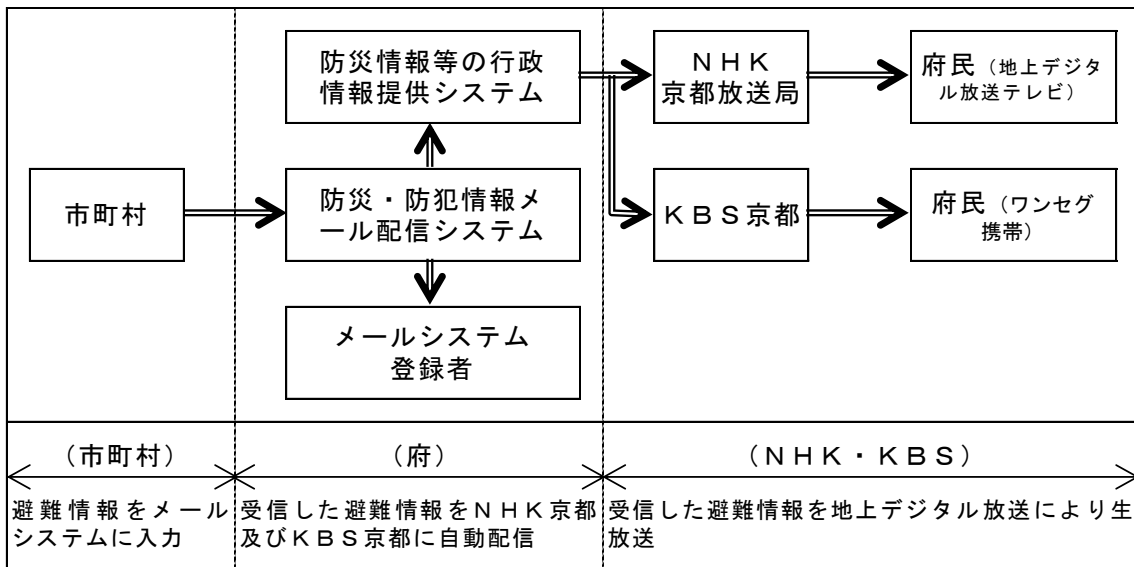 防災情報等の行政
情報提供システム
ＮＨＫ
京都放送局
府民（地上デジタ
ル放送テレビ）
市町村
防災・防犯情報メ
ール配信システム
ＫＢＳ京都
府民（ワンセグ
携帯）
メールシステム
登録者
（市町村）
（府）
（ＮＨＫ・ＫＢＳ）
避難情報をメール
システムに入力
受信した避難情報をＮＨＫ京都
及びＫＢＳ京都に自動配信
受信した避難情報を地上デジタル放送により生
放送